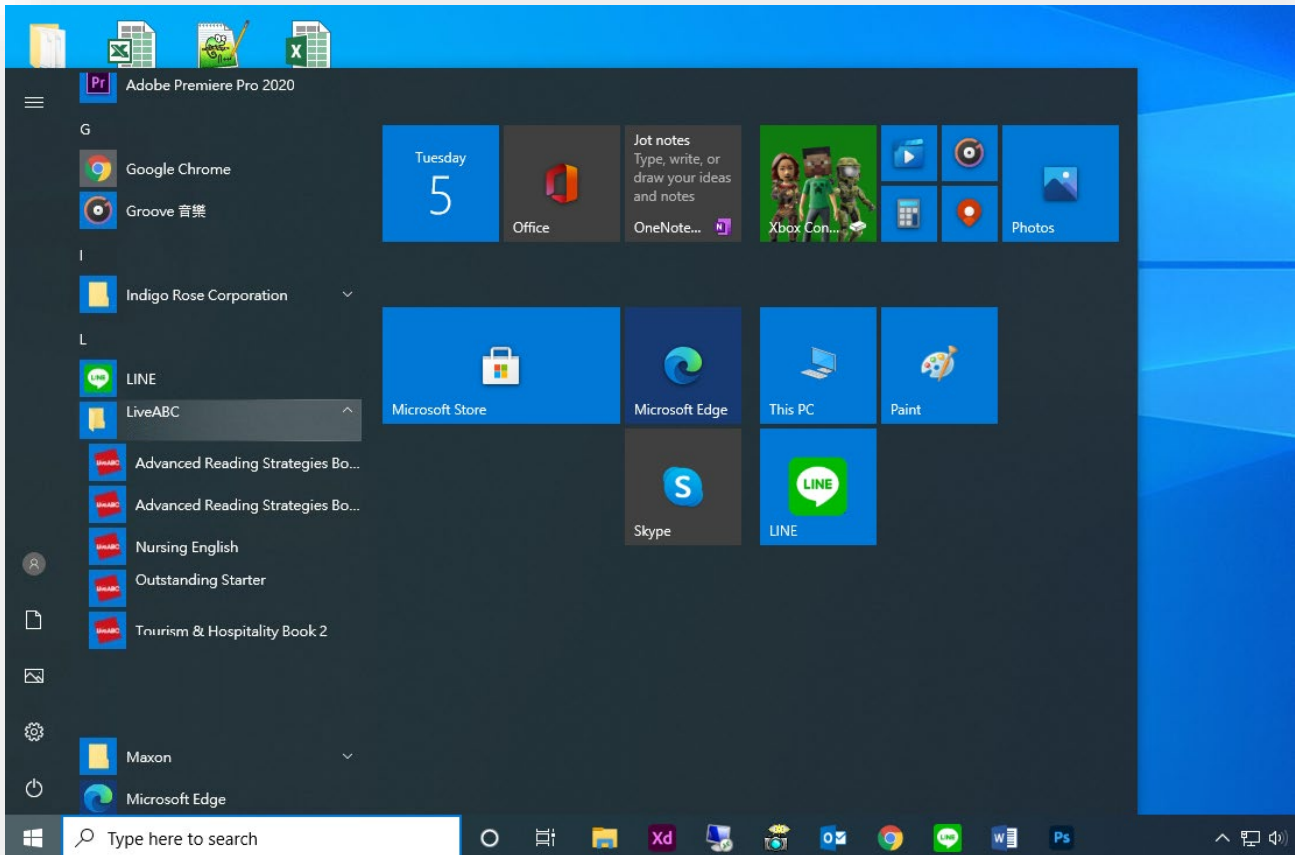 Adobe Premiere Pro 2020
G
Google Chrome
Groove 音樂
I
Indigo Rose Corporation
L
LINE
LiveABC
Advanced Reading Strategies Bo...
Advanced Reading Strategies Bo...
Nursing English
Outstanding Starter
Tourism & Hospitality Book 2
Maxon
Microsoft Edge
Tuesday
5
Office
Jot notes
Type, write, or
draw your ideas
and notes
OneNote...
Xbox Con...
Photos
Microsoft Store
Microsoft Edge
This PC
Paint
Skype
LINE
LINE
Type here to search
Xd
Ps